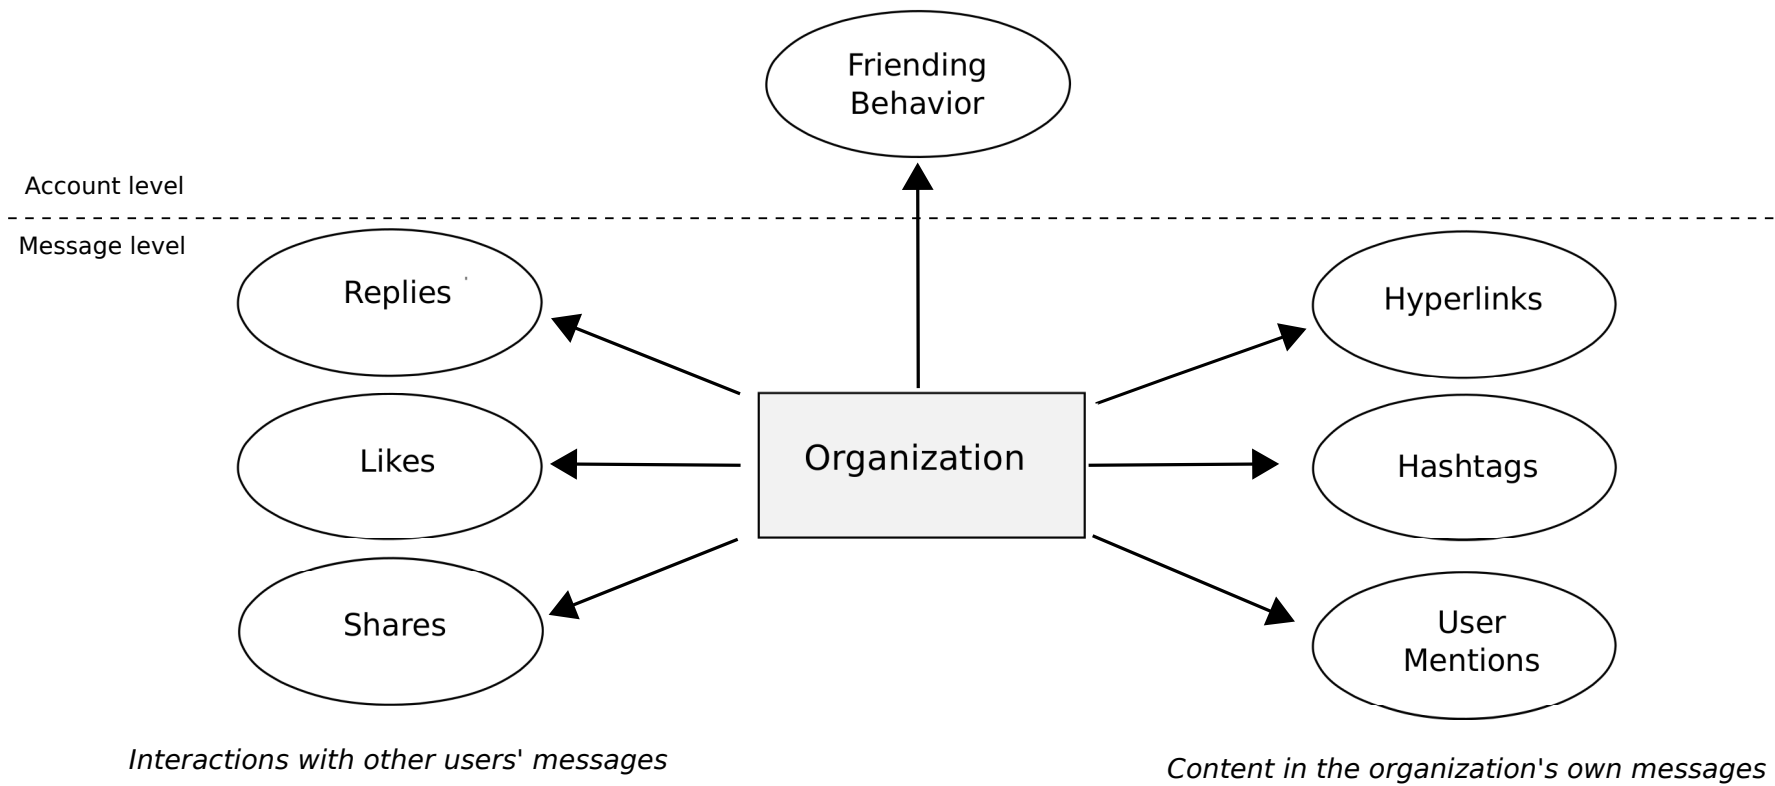 Friending
Behavior
Account level
Message level
Replies
Hyperlinks
Likes
Organization
Hashtags
Shares
User
Mentions
Interactions with other users' messages
Content in the organization's own messages